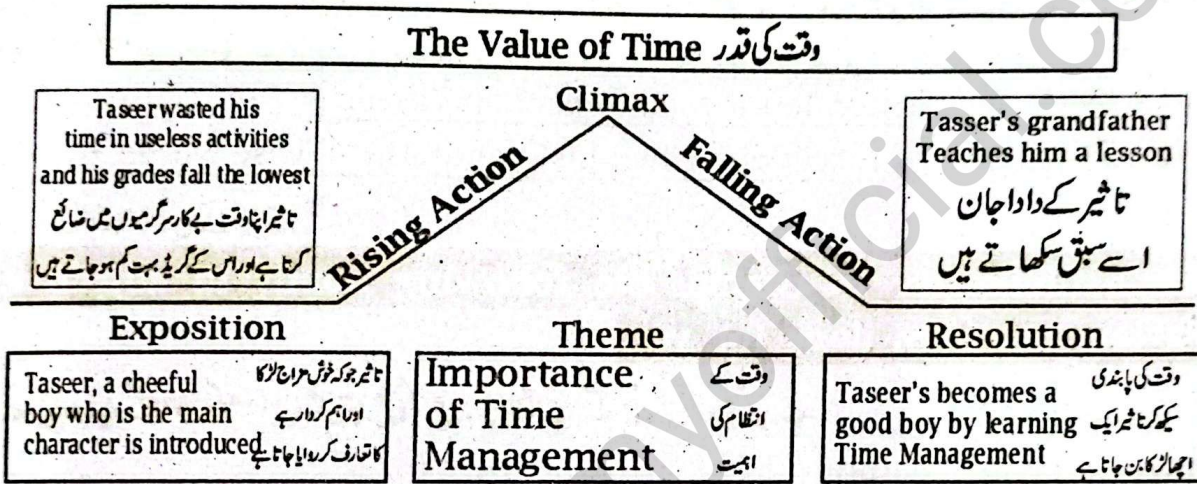 The Value of Time وقت کی قدر
Climax
Taseer wasted his
time in useless activities
and his grades fall the lowest
تاثیر اپنا وقت بے کار سرگرمیوں میں ضائع
کرتا ہے اور اس کے گریڈ بہت کم ہو جاتے ہیں
Rising Action
Falling Action
Tasser's grandfather
Teaches him a lesson
تاثیر کے دادا جان
اسے سبق سکھاتے ہیں
Exposition
Taseer, a cheeful
boy who is the main
character is introduced
تاثیر جو کہ خوش مزاج لڑکا
اور اہم کردار ہے
کا تعارف کروایا جاتا ہے
Theme
Importance
of Time
Management
وقت کے
انتظام کی
اہمیت
Resolution
Taseer's becomes a
good boy by learning
Time Management
وقت کی پابندی
سیکھ کر تاثیر ایک
اچھا لڑکا بن جاتا ہے